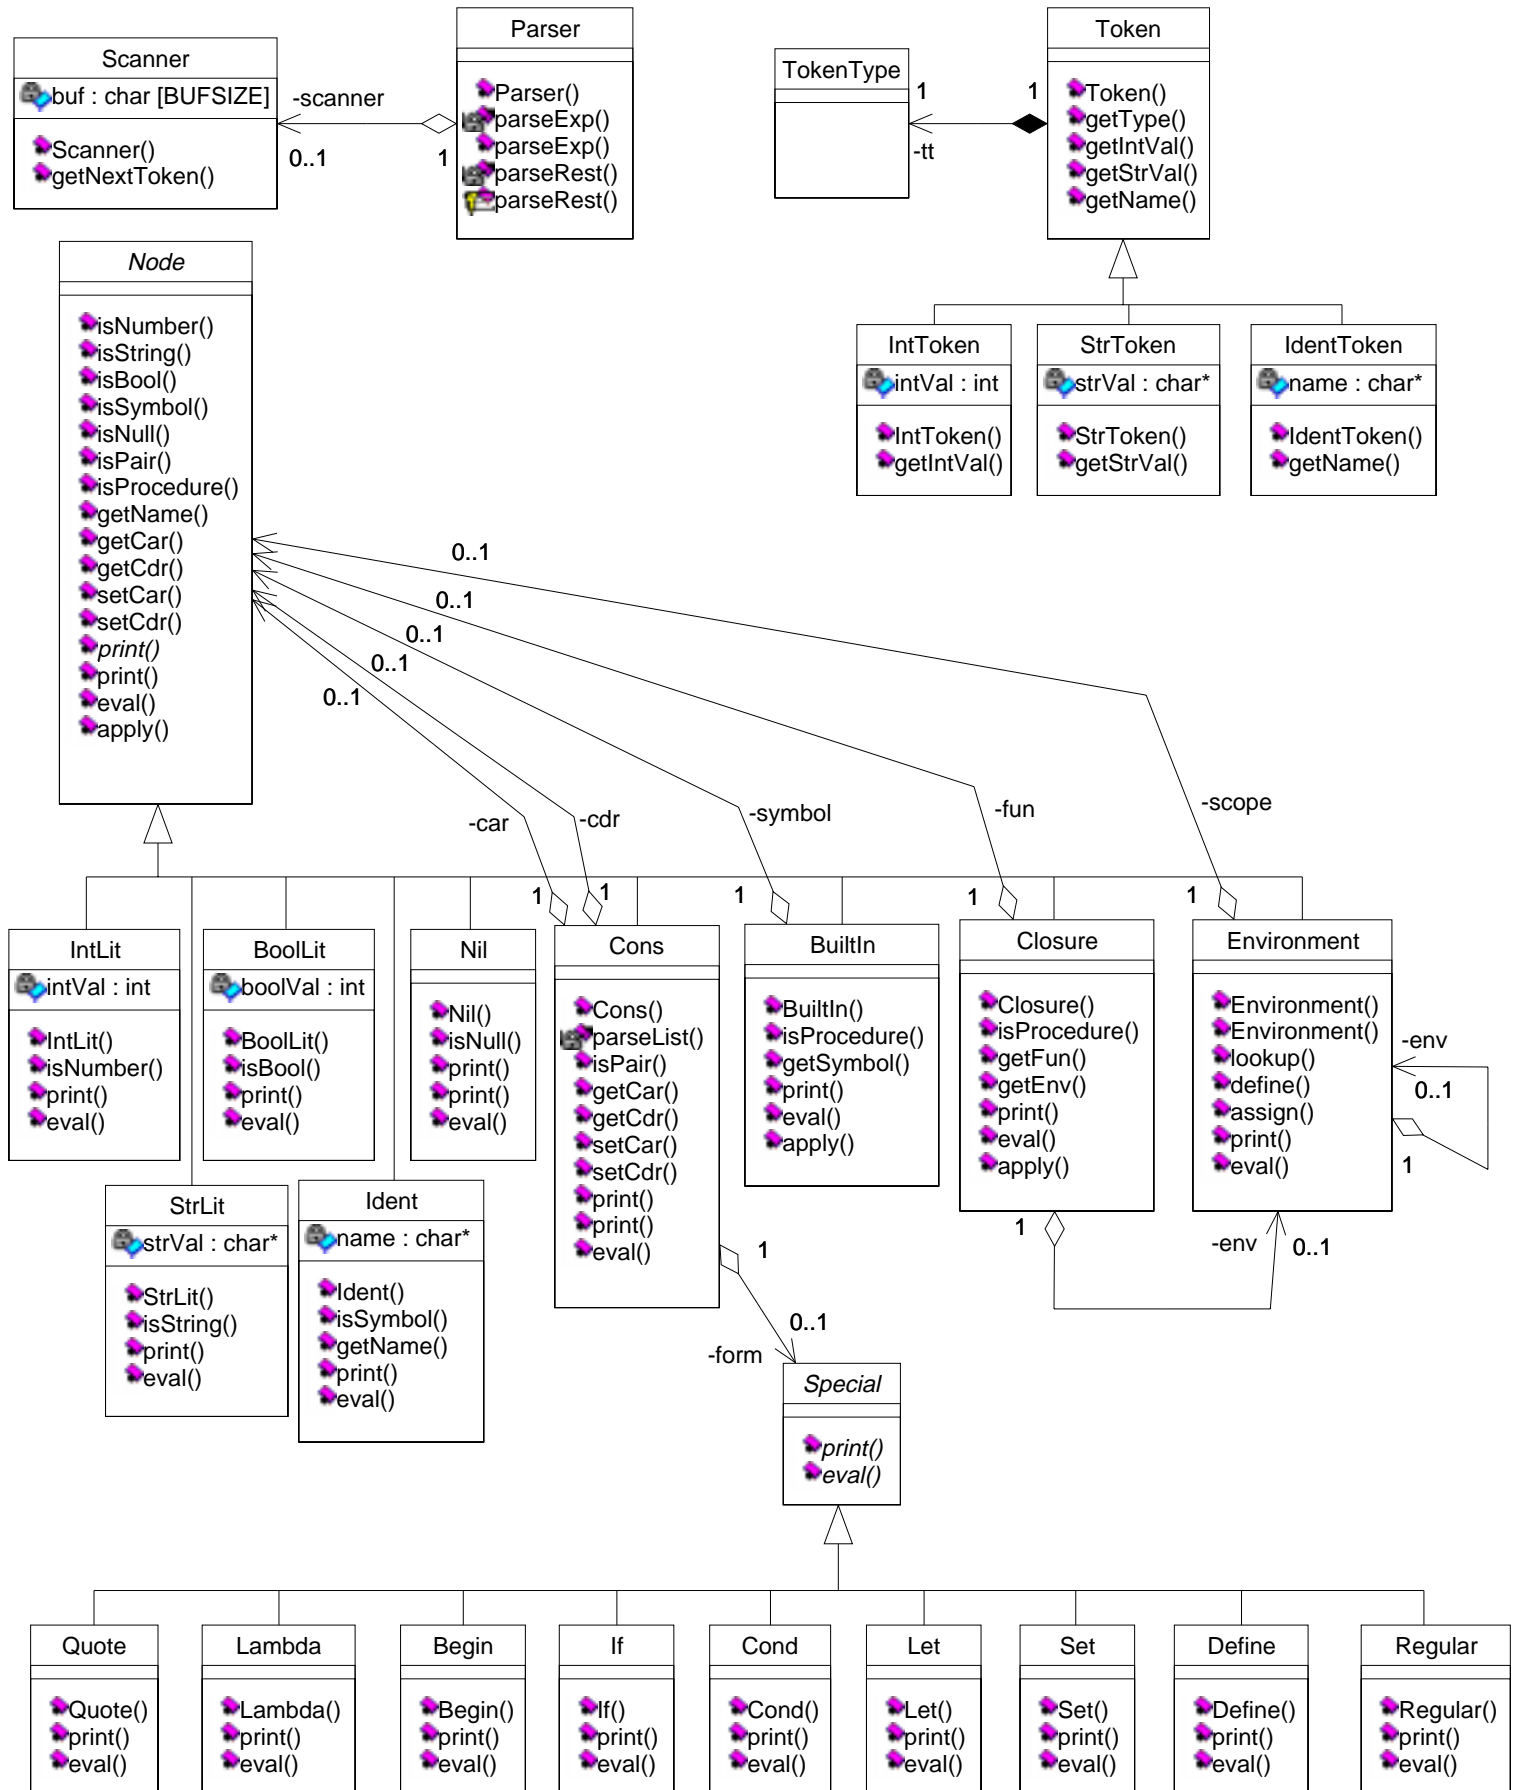 Scanner
buf : char [BUFSIZE]
Scanner()
getNextToken()
-scanner
0..1
1
Parser
Parser()
parseExp()
parseExp()
parseRest()
parseRest()
TokenType
1
-tt
1
Token
Token()
getType()
getIntVal()
getStrVal()
getName()
IntToken
intVal : int
IntToken()
getIntVal()
StrToken
strVal : char*
StrToken()
getStrVal()
IdentToken
name : char*
IdentToken()
getName()
Node
isNumber()
isString()
isBool()
isSymbol()
isNull()
isPair()
isProcedure()
getName()
getCar()
getCdr()
setCar()
setCdr()
print()
print()
eval()
apply()
0..1
0..1
0..1
0..1
0..1
-car
-cdr
-symbol
-fun
-scope
1
1
1
1
1
IntLit
intVal : int
IntLit()
isNumber()
print()
eval()
BoolLit
boolVal : int
BoolLit()
isBool()
print()
eval()
Nil
Nil()
isNull()
print()
print()
eval()
Cons
Cons()
parseList()
isPair()
getCar()
getCdr()
setCar()
setCdr()
print()
print()
eval()
BuiltIn
BuiltIn()
isProcedure()
getSymbol()
print()
eval()
apply()
Closure
Closure()
isProcedure()
getFun()
getEnv()
print()
eval()
apply()
Environment
Environment()
Environment()
lookup()
define()
assign()
print()
eval()
-env
0..1
1
StrLit
strVal : char*
StrLit()
isString()
print()
eval()
Ident
name : char*
Ident()
isSymbol()
getName()
print()
eval()
1
-env
0..1
1
0..1
-form
Special
print()
eval()
Quote
Quote()
print()
eval()
Lambda
Lambda()
print()
eval()
Begin
Begin()
print()
eval()
If
If()
print()
eval()
Cond
Cond()
print()
eval()
Let
Let()
print()
eval()
Set
Set()
print()
eval()
Define
Define()
print()
eval()
Regular
Regular()
print()
eval()